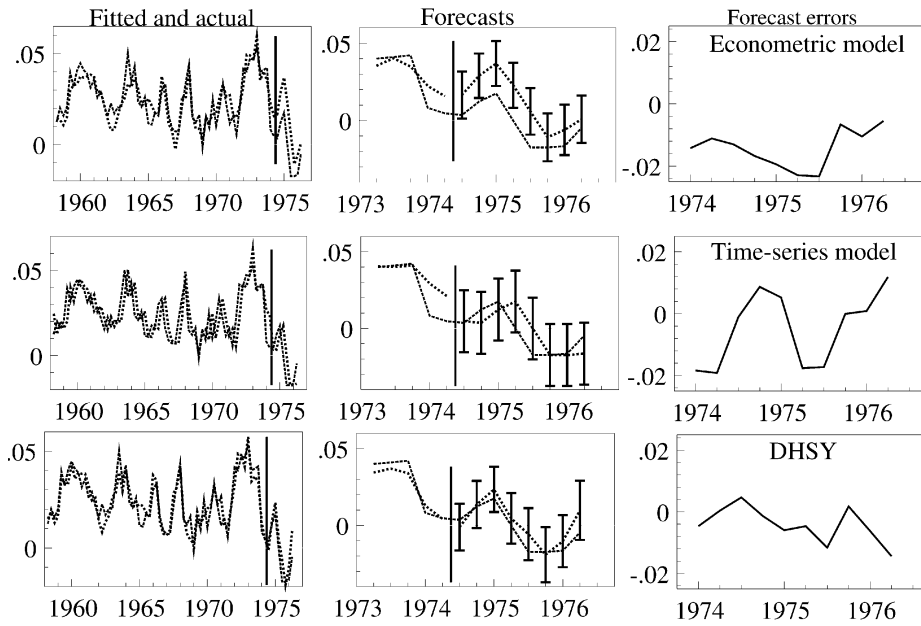 Fitted and actual
Forecasts
Forecast errors
.05
0
1960 1965 1970 1975
.05
0
1973 1974 1975 1976
Econometric model
.02
0
-.02
1974 1975 1976
.05
0
1960 1965 1970 1975
.05
0
1973 1974 1975 1976
Time-series model
.02
0
-.02
1974 1975 1976
.05
0
1960 1965 1970 1975
.05
0
1973 1974 1975 1976
DHSY
.02
0
-.02
1974 1975 1976